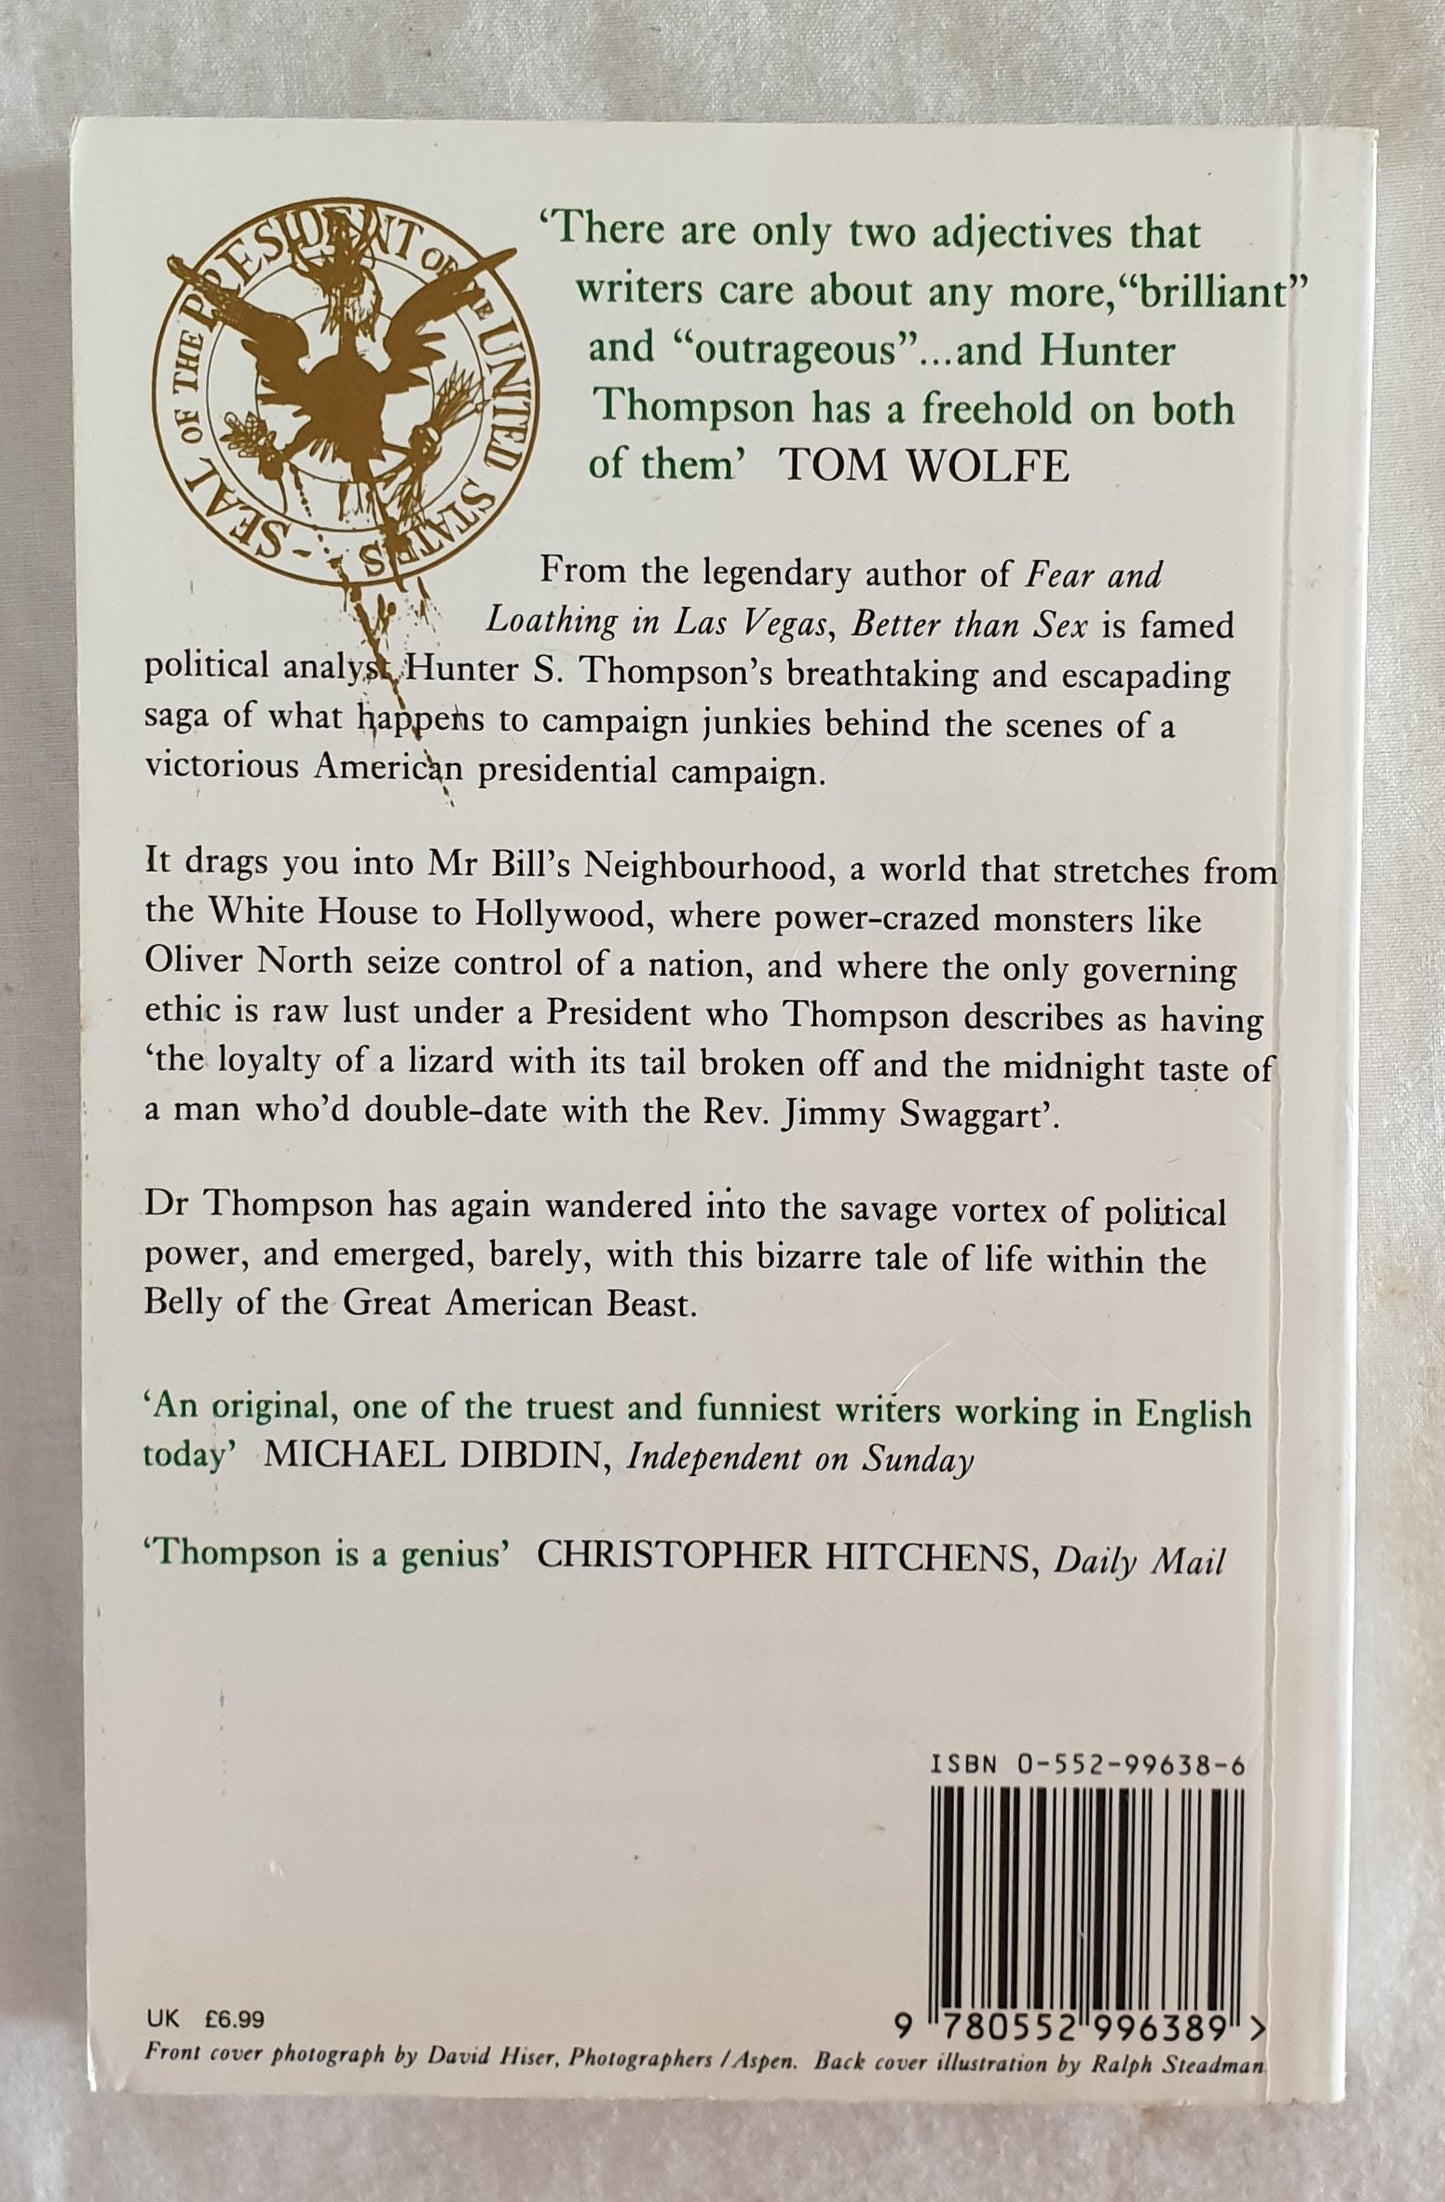 SEAL OF THE PRESIDENT OF THE UNITED STATES
‘There are only two adjectives that
writers care about any more,“brilliant”
and “outrageous”...and Hunter
Thompson has a freehold on both
of them’ TOM WOLFE
From the legendary author of Fear and
Loathing in Las Vegas, Better than Sex is famed
political analyst Hunter S. Thompson’s breathtaking and escapading
saga of what happens to campaign junkies behind the scenes of a
victorious American presidential campaign.
It drags you into Mr Bill’s Neighbourhood, a world that stretches from
the White House to Hollywood, where power-crazed monsters like
Oliver North seize control of a nation, and where the only governing
ethic is raw lust under a President who Thompson describes as having
‘the loyalty of a lizard with its tail broken off and the midnight taste of
a man who’d double-date with the Rev. Jimmy Swaggart’.
Dr Thompson has again wandered into the savage vortex of political
power, and emerged, barely, with this bizarre tale of life within the
Belly of the Great American Beast.
‘An original, one of the truest and funniest writers working in English
today’ MICHAEL DIBDIN, Independent on Sunday
‘Thompson is a genius’ CHRISTOPHER HITCHENS, Daily Mail
ISBN 0-552-99638-6
9 780552 996389 >
UK £6.99
Front cover photograph by David Hiser, Photographers / Aspen. Back cover illustration by Ralph Steadman